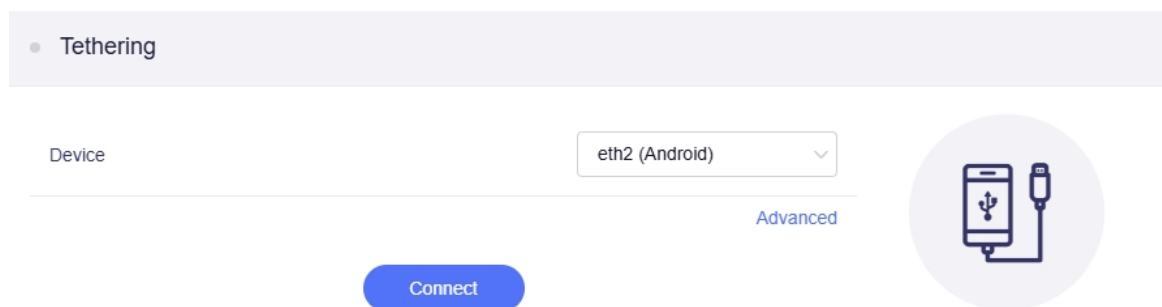 Tethering
Device
eth2 (Android)
Advanced
Connect